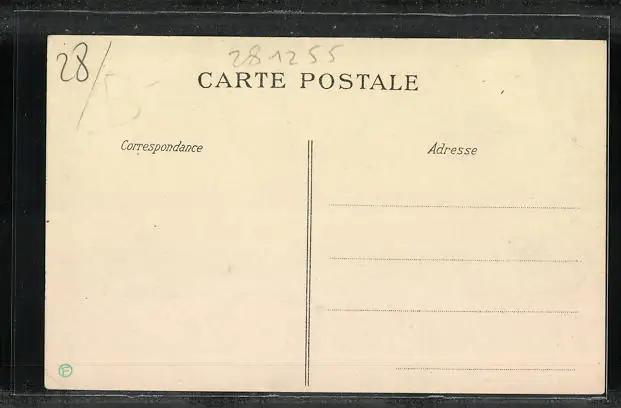 28/
281255
CARTE POSTALE
Correspondance
Adresse
F